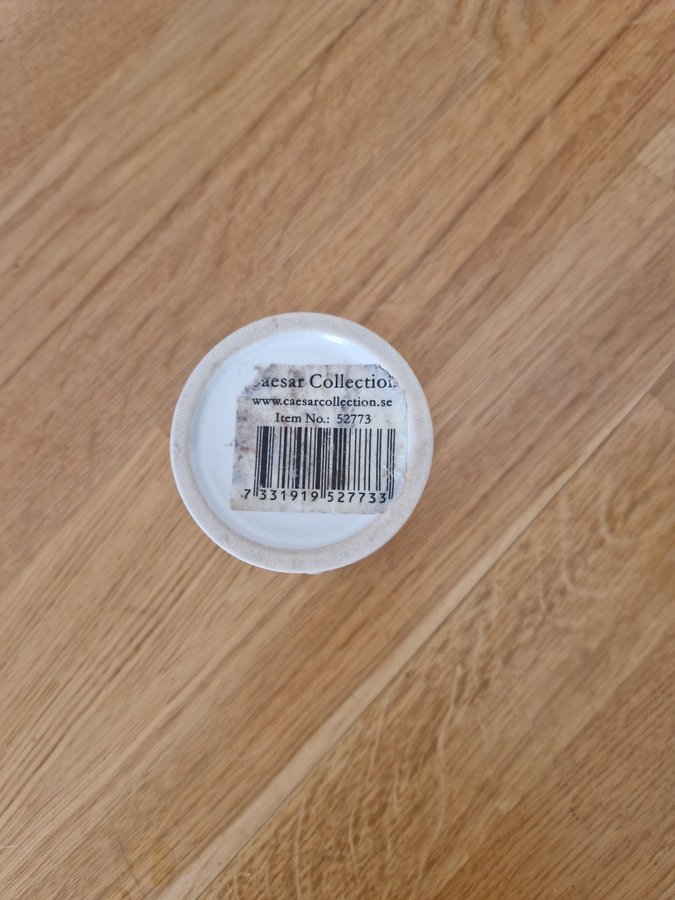 Caesar Collection
www.caesarcollection.se
Item No.: 52773
7 331919 527733